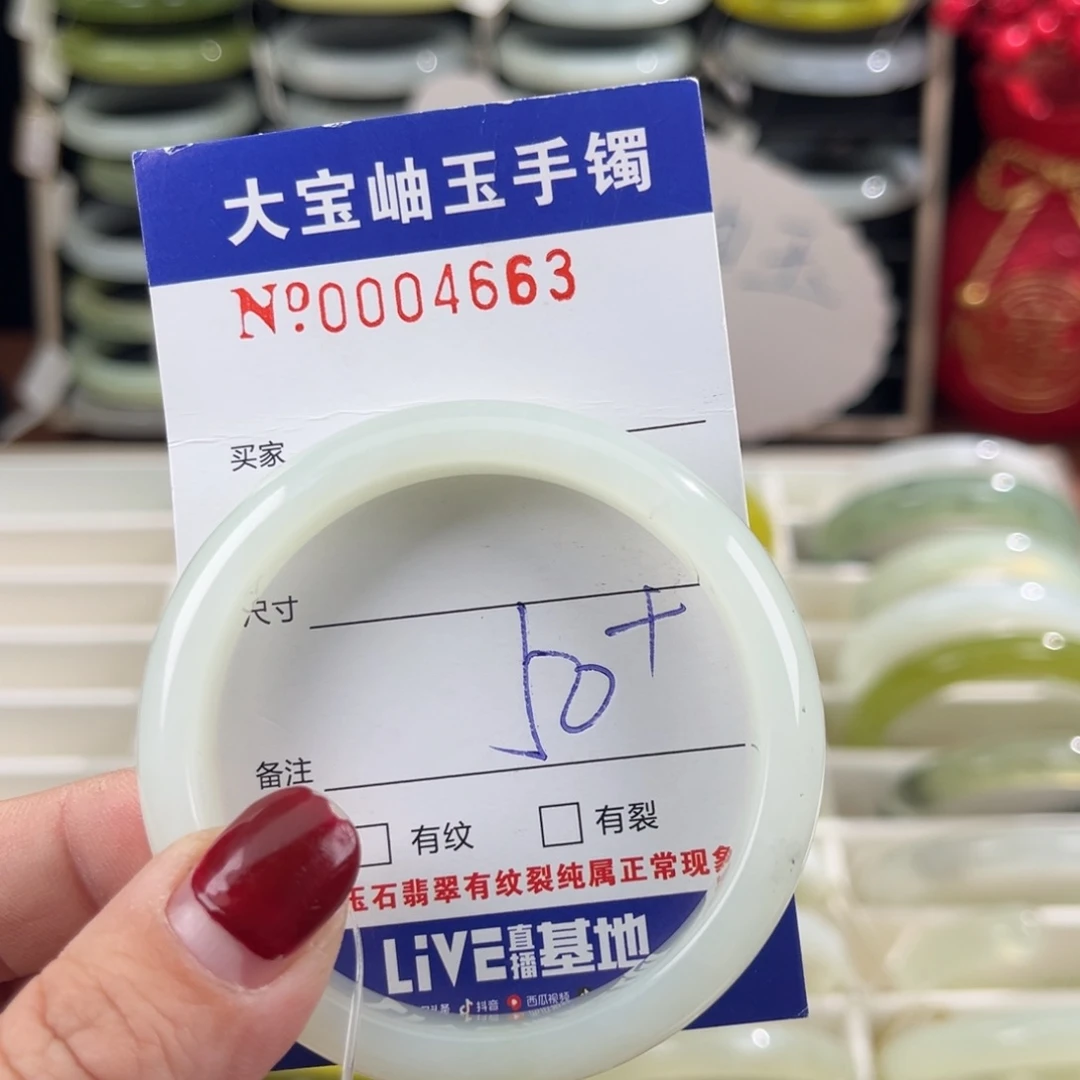 大宝岫玉手镯
Nº:0004663
买家
尺寸
50+
备注
有纹 有裂
玉石翡翠有纹裂纯属正常现象
LiVE直播基地
抖音 西瓜视频